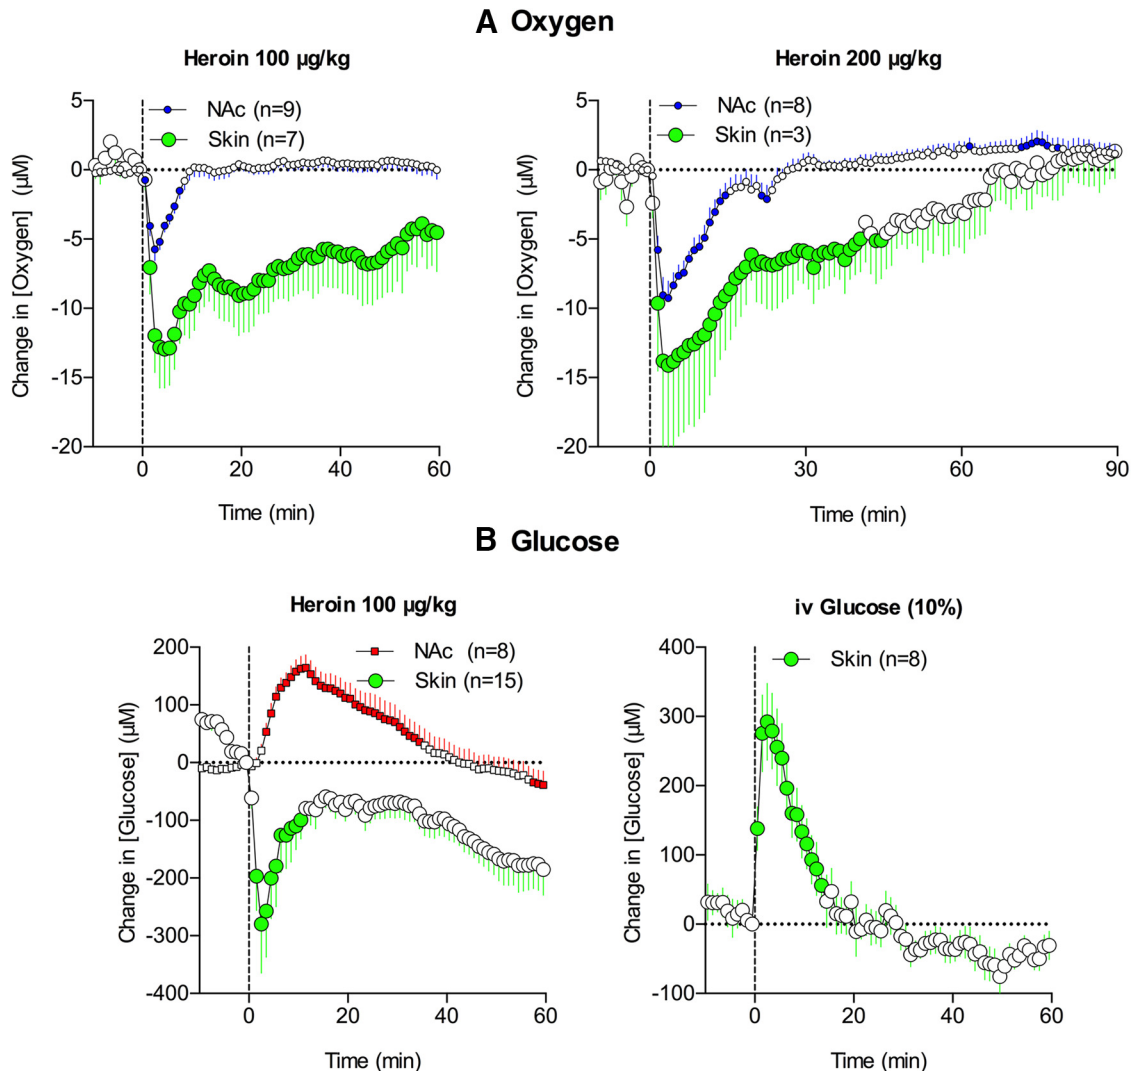 A Oxygen
Heroin 100 µg/kg
Heroin 200 µg/kg
NAc (n=9)
Skin (n=7)
NAc (n=8)
Skin (n=3)
5
0
-5
-10
-15
-20
Change in [Oxygen] (µM)
0 20 40 60
Time (min)
5
0
-5
-10
-15
-20
Change in [Oxygen] (µM)
0 30 60 90
Time (min)
B Glucose
Heroin 100 µg/kg
iv Glucose (10%)
NAc (n=8)
Skin (n=15)
Skin (n=8)
200
100
0
-100
-200
-300
-400
Change in [Glucose] (µM)
0 20 40 60
Time (min)
400
300
200
100
0
-100
Change in [Glucose] (µM)
0 20 40 60
Time (min)